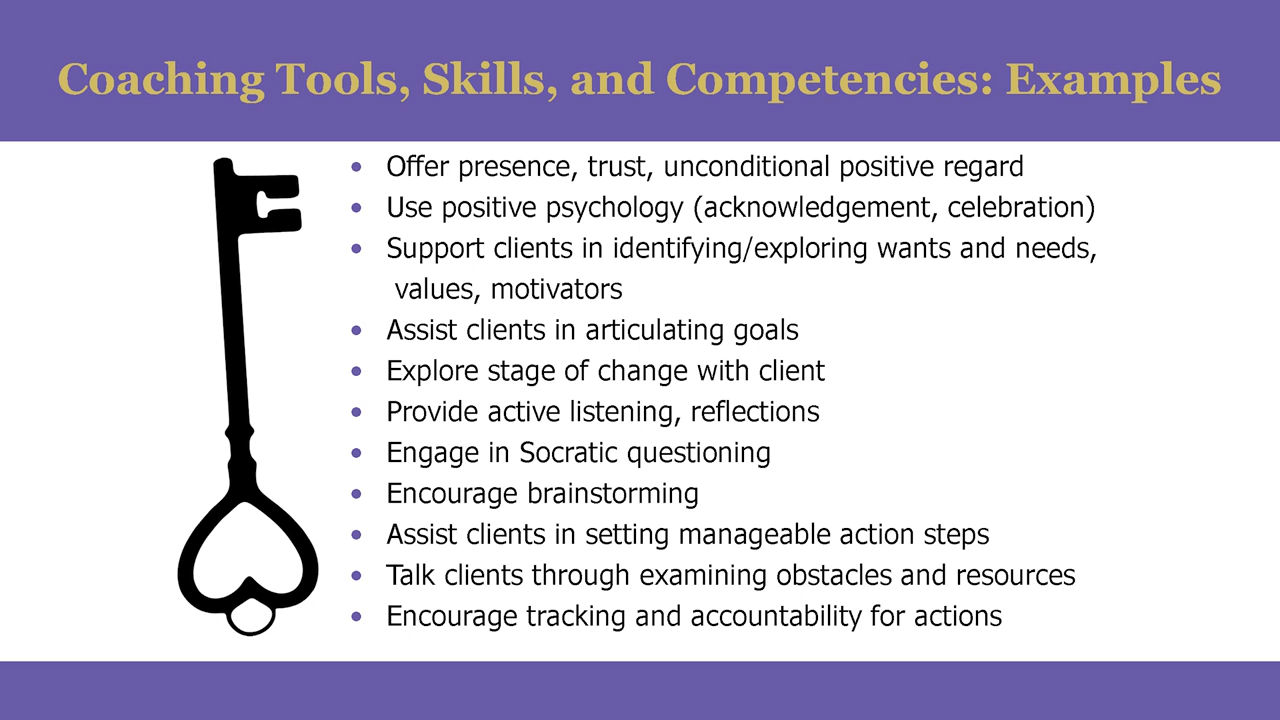 Coaching Tools, Skills, and Competencies: Examples
• Offer presence, trust, unconditional positive regard
• Use positive psychology (acknowledgement, celebration)
• Support clients in identifying/exploring wants and needs,
values, motivators
• Assist clients in articulating goals
• Explore stage of change with client
• Provide active listening, reflections
• Engage in Socratic questioning
• Encourage brainstorming
• Assist clients in setting manageable action steps
• Talk clients through examining obstacles and resources
• Encourage tracking and accountability for actions